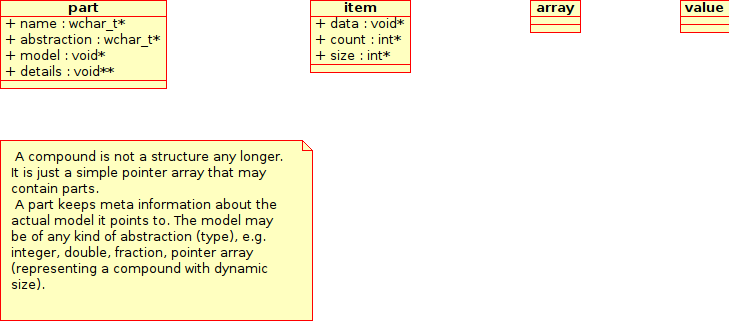 part
+ name : wchar_t*
+ abstraction : wchar_t*
+ model : void*
+ details : void**
item
+ data : void*
+ count : int*
+ size : int*
array
value
A compound is not a structure any longer.
It is just a simple pointer array that may
contain parts.
A part keeps meta information about the
actual model it points to. The model may
be of any kind of abstraction (type), e.g.
integer, double, fraction, pointer array
(representing a compound with dynamic
size).